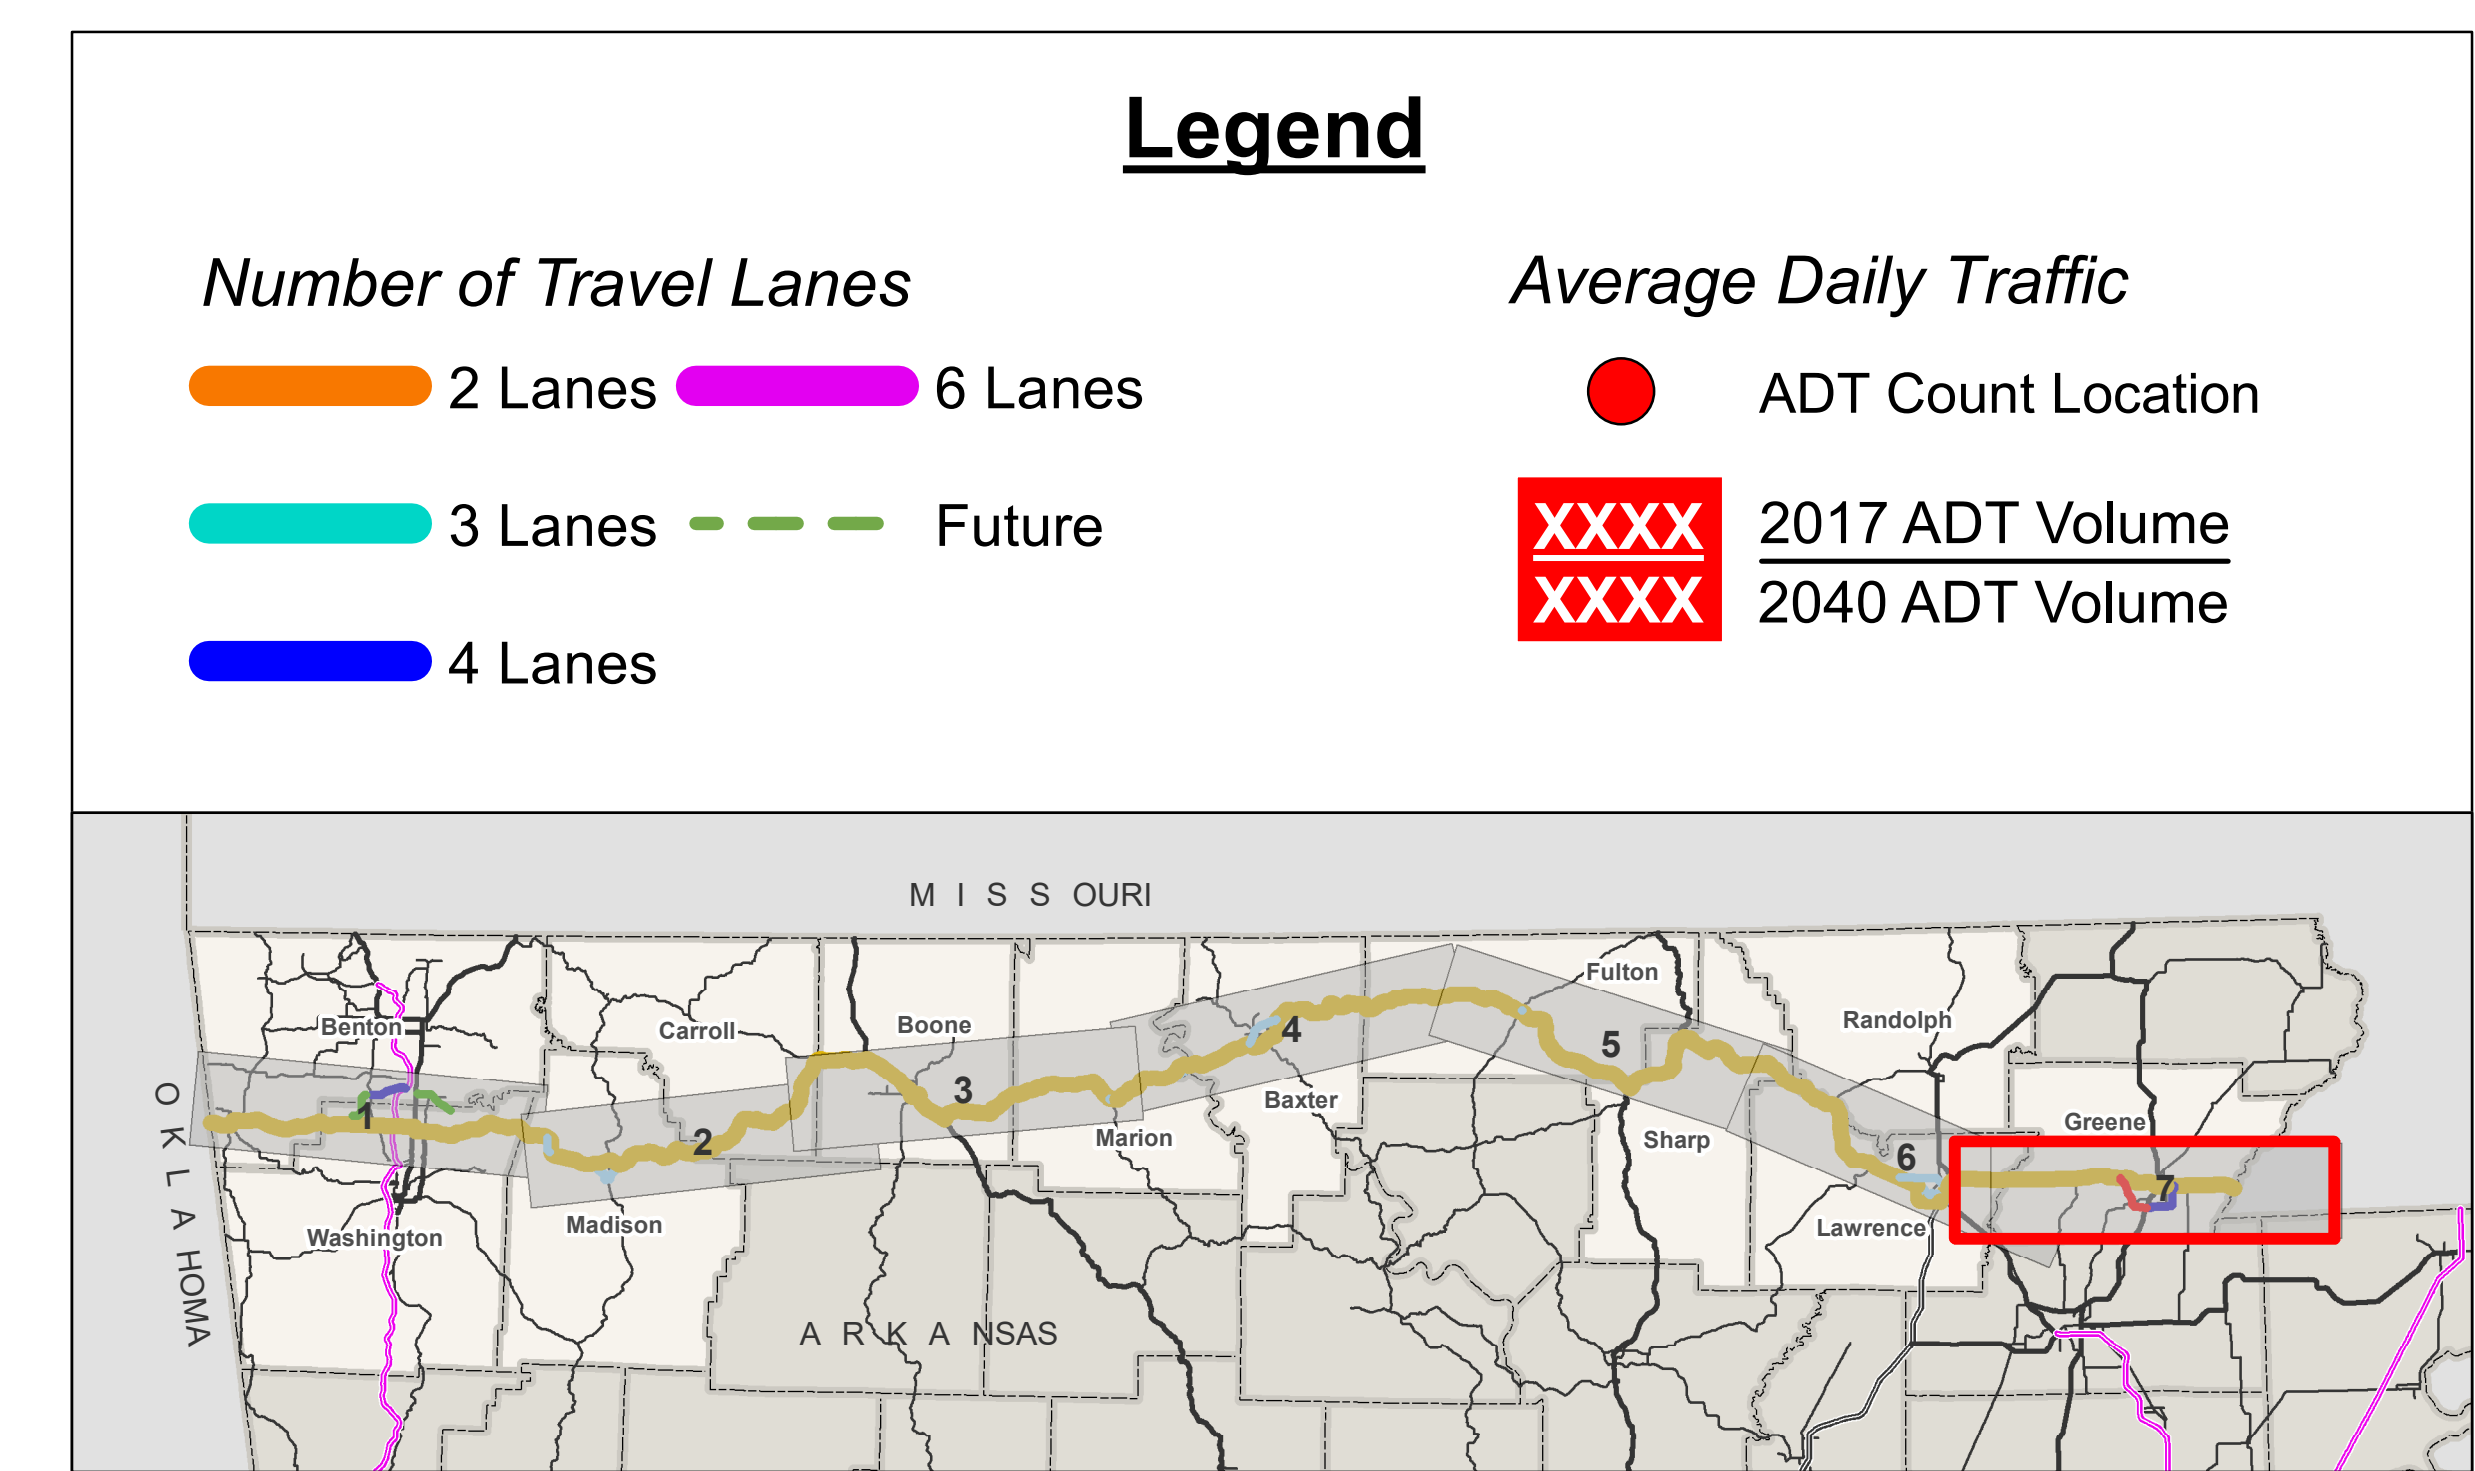 Legend
Number of Travel Lanes
2 Lanes
6 Lanes
3 Lanes
Future
4 Lanes
Average Daily Traffic
ADT Count Location
XXXX
XXXX
2017 ADT Volume
2040 ADT Volume
M I S S OURI
O K L A HOMA
A R K A NSAS
Benton
Carroll
Boone
Fulton
Randolph
Baxter
Marion
Sharp
Greene
Madison
Washington
Lawrence
1
2
3
4
5
6
7